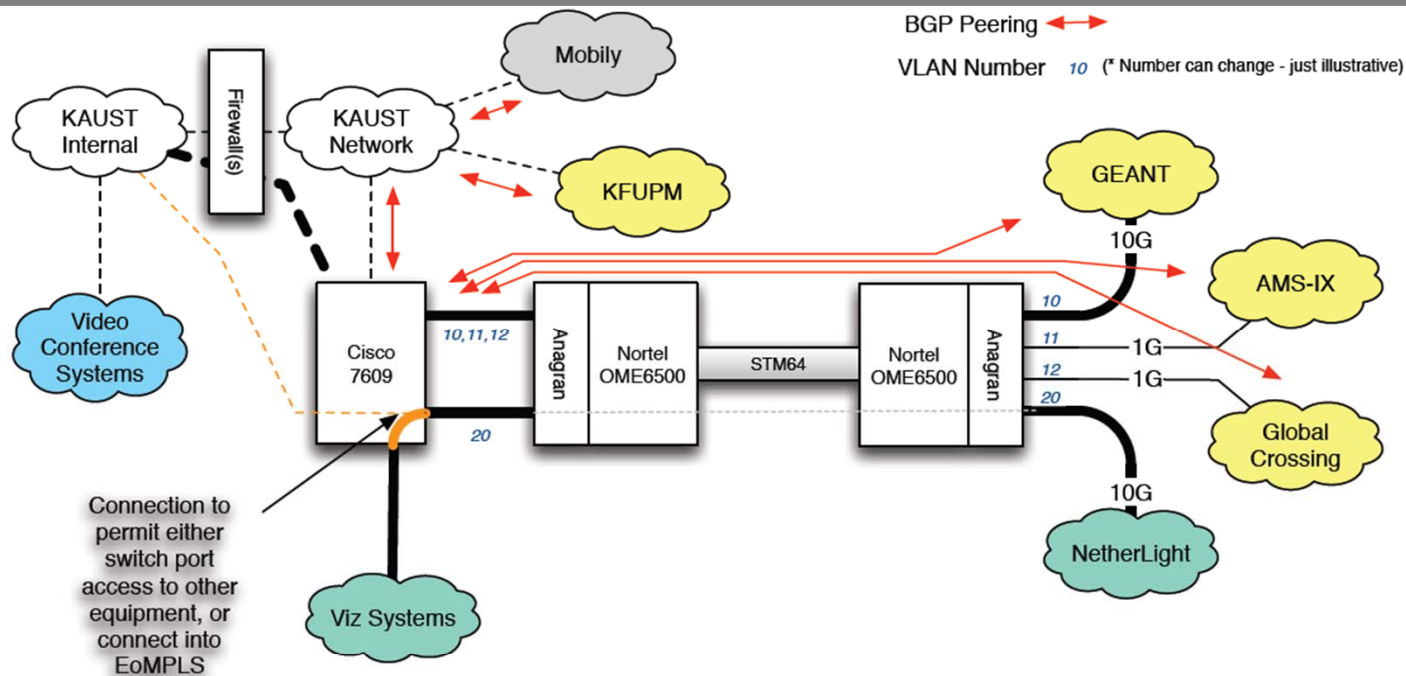 BGP Peering
VLAN Number 10 (* Number can change - just illustrative)
Mobily
KAUST
Internal
Firewall(s)
KAUST
Network
KFUPM
GEANT
10G
AMS-IX
Video
Conference
Systems
Cisco
7609
10,11,12
20
Anagran
Nortel
OME6500
STM64
Nortel
OME6500
Anagran
10
11
1G
12
1G
20
Global
Crossing
10G
NetherLight
Connection to
permit either
switch port
access to other
equipment, or
connect into
EoMPLS
Viz Systems